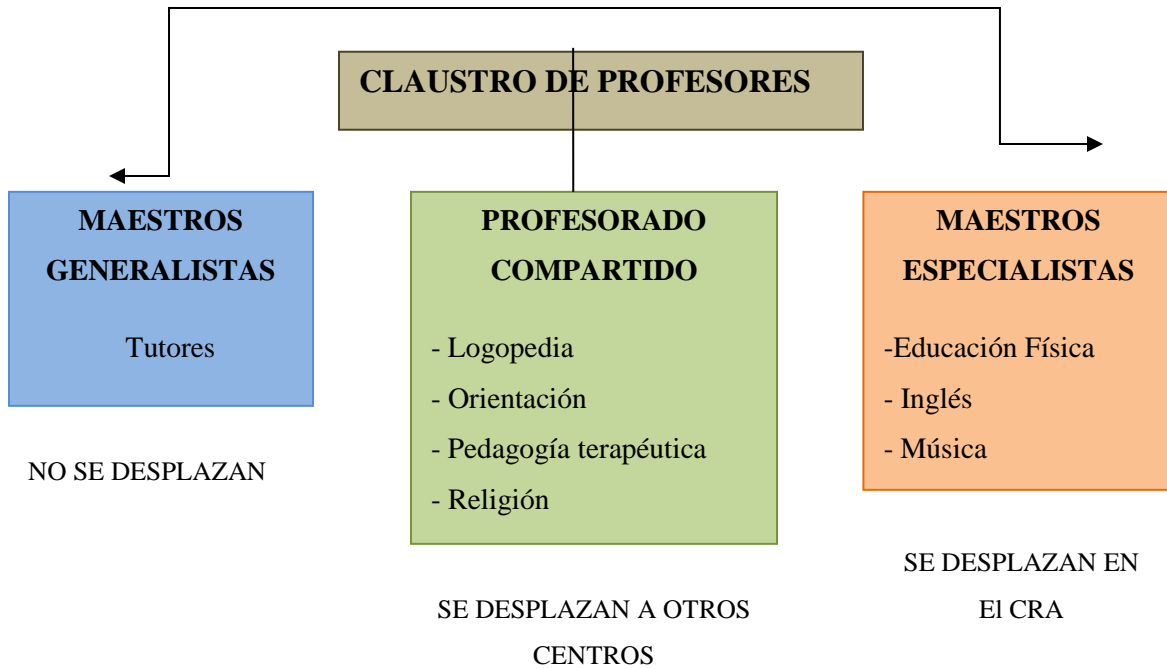 CLAUSTRO DE PROFESORES
MAESTROS
GENERALISTAS
Tutores
NO SE DESPLAZAN
PROFESORADO
COMPARTIDO
- Logopedia
- Orientación
- Pedagogía terapéutica
- Religión
SE DESPLAZAN A OTROS
CENTROS
MAESTROS
ESPECIALISTAS
-Educación Física
- Inglés
- Música
SE DESPLAZAN EN
El CRA